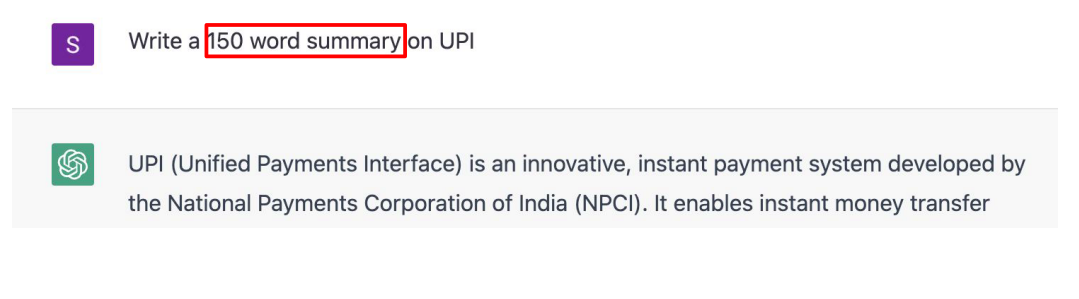 S
Write a 150 word summary on UPI
UPI (Unified Payments Interface) is an innovative, instant payment system developed by
the National Payments Corporation of India (NPCI). It enables instant money transfer